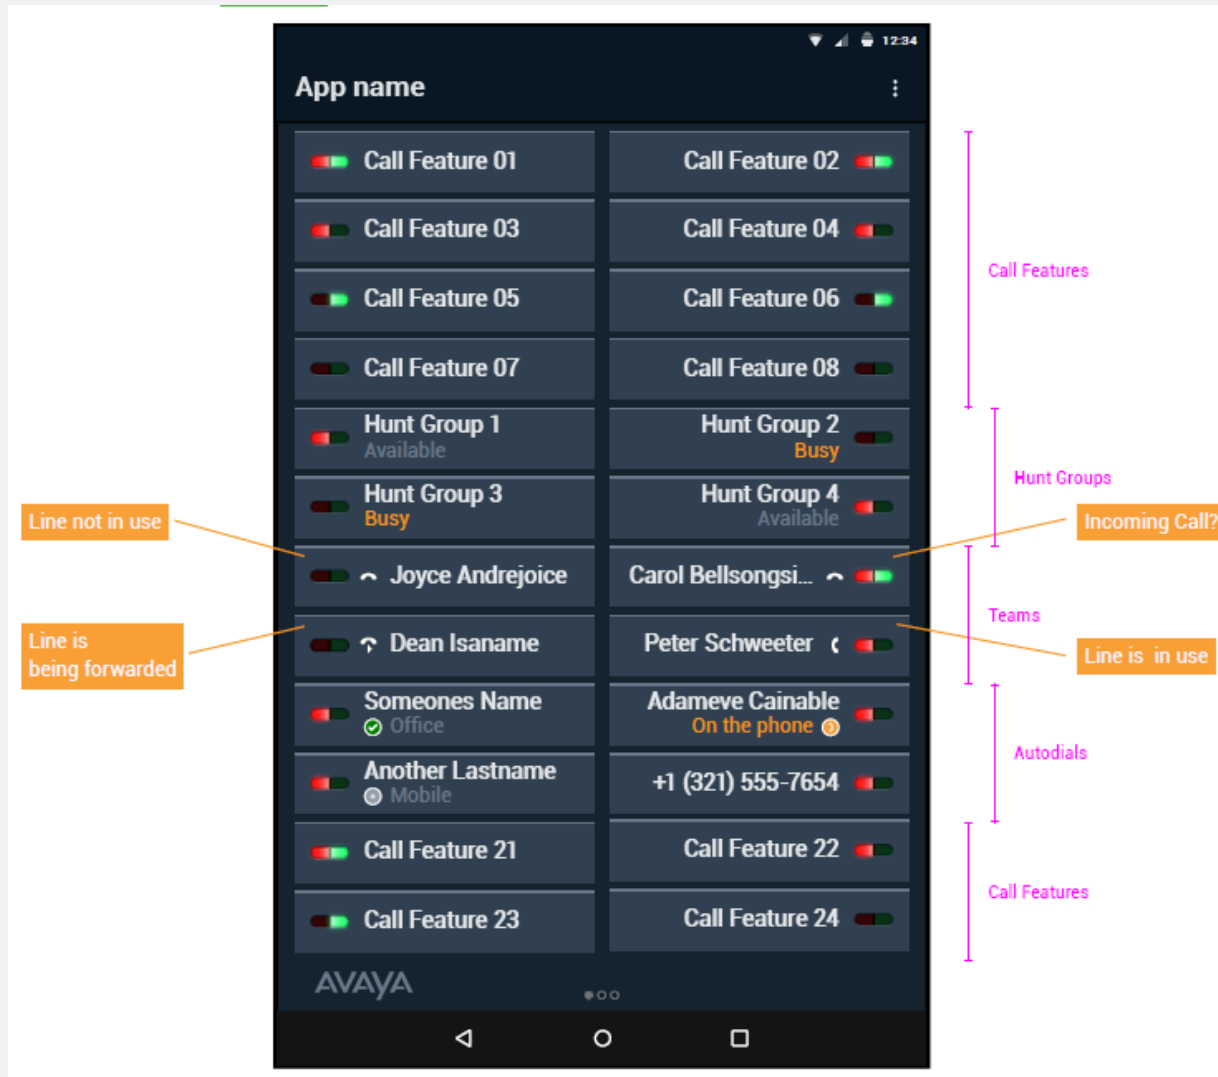 12:34
App name
Call Feature 01
Call Feature 02
Call Feature 03
Call Feature 04
Call Features
Call Feature 05
Call Feature 06
Call Feature 07
Call Feature 08
Hunt Group 1
Available
Hunt Group 2
Busy
Hunt Groups
Hunt Group 3
Busy
Hunt Group 4
Available
Line not in use
Incoming Call?
Joyce Andrejoice
Carol Bellsongsi...
Teams
Line is
being forwarded
Dean Isaname
Peter Schweeter
Line is in use
Someones Name
Office
Adameve Cainable
On the phone
Autodials
Another Lastname
Mobile
+1 (321) 555-7654
Call Feature 21
Call Feature 22
Call Features
Call Feature 23
Call Feature 24
AVAYA